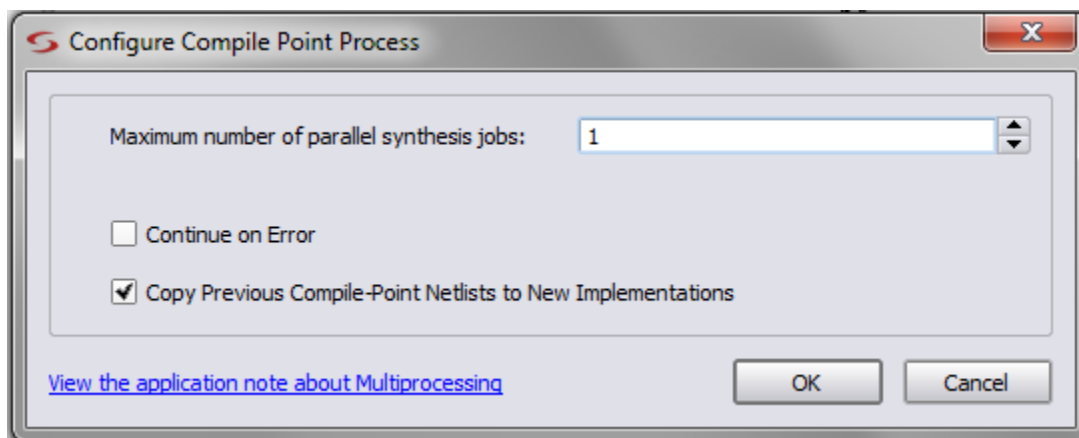 Configure Compile Point Process
Maximum number of parallel synthesis jobs: 1
Continue on Error
Copy Previous Compile-Point Netlists to New Implementations
View the application note about Multiprocessing OK Cancel